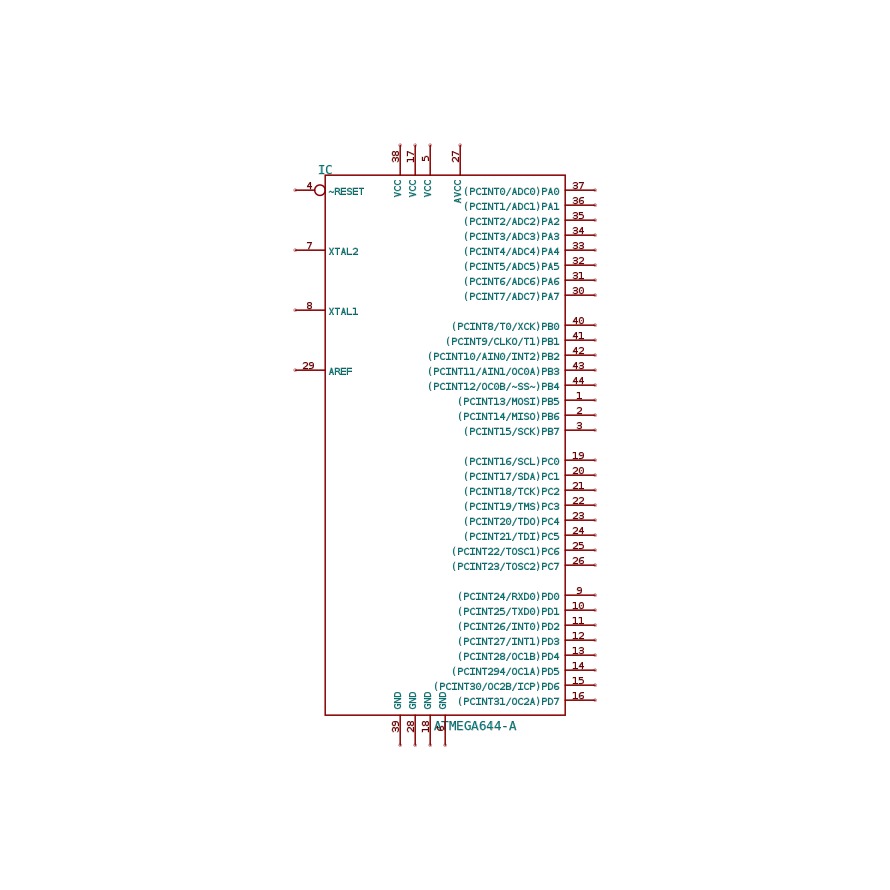 38 17 5 27
IC
4 ~RESET VCC VCC VCC AVCC (PCINT0/ADC0)PA0 37
(PCINT1/ADC1)PA1 36
(PCINT2/ADC2)PA2 35
(PCINT3/ADC3)PA3 34
7 XTAL2 (PCINT4/ADC4)PA4 33
(PCINT5/ADC5)PA5 32
(PCINT6/ADC6)PA6 31
(PCINT7/ADC7)PA7 30
8 XTAL1
(PCINT8/T0/XCK)PB0 40
(PCINT9/CLKO/T1)PB1 41
(PCINT10/AIN0/INT2)PB2 42
29 AREF (PCINT11/AIN1/OC0A)PB3 43
(PCINT12/OC0B/~SS~)PB4 44
(PCINT13/MOSI)PB5 1
(PCINT14/MISO)PB6 2
(PCINT15/SCK)PB7 3
(PCINT16/SCL)PC0 19
(PCINT17/SDA)PC1 20
(PCINT18/TCK)PC2 21
(PCINT19/TMS)PC3 22
(PCINT20/TDO)PC4 23
(PCINT21/TDI)PC5 24
(PCINT22/TOSC1)PC6 25
(PCINT23/TOSC2)PC7 26
(PCINT24/RXD0)PD0 9
(PCINT25/TXD0)PD1 10
(PCINT26/INT0)PD2 11
(PCINT27/INT1)PD3 12
(PCINT28/OC1B)PD4 13
(PCINT294/OC1A)PD5 14
(PCINT30/OC2B/ICP)PD6 15
GND GND GND GND (PCINT31/OC2A)PD7 16
39 28 18 6 ATMEGA644-A